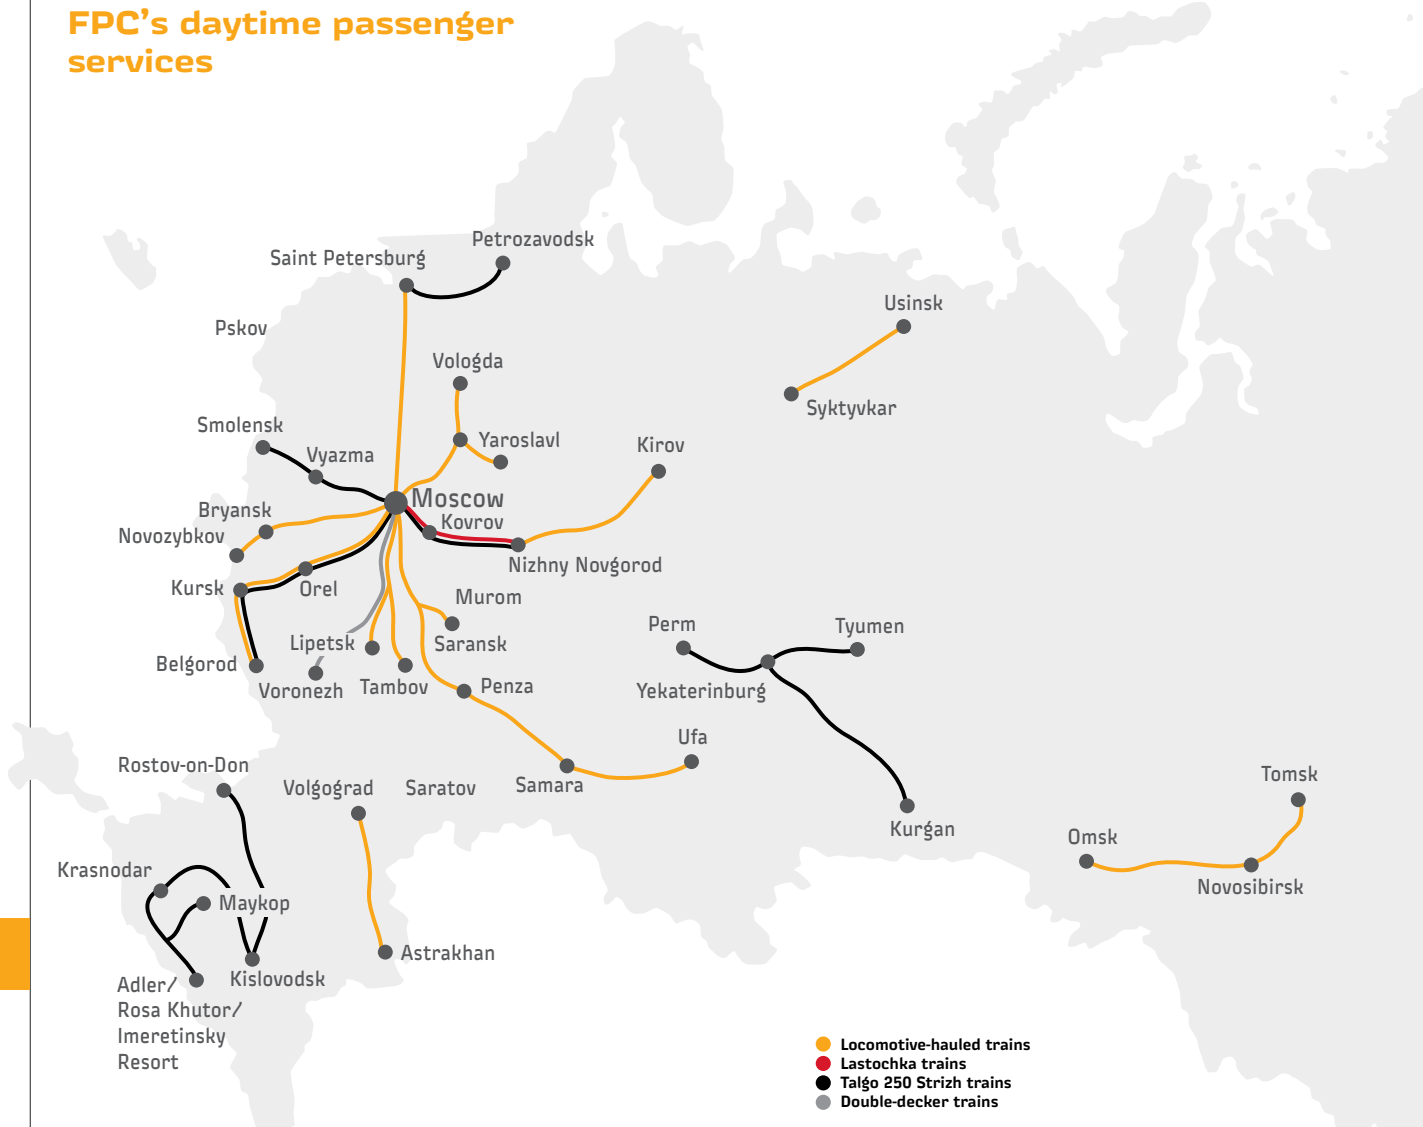 FPC's daytime passenger
services
Petrozavodsk
Saint Petersburg
Usinsk
Pskov
Vologda
Syktyvkar
Smolensk
Yaroslavl
Kirov
Vyazma
Moscow
Bryansk
Kovrov
Novozybkov
Nizhny Novgorod
Kursk
Orel
Murom
Perm
Tyumen
Lipetsk
Saransk
Belgorod
Voronezh
Tambov
Penza
Yekaterinburg
Ufa
Rostov-on-Don
Tomsk
Volgograd
Saratov
Samara
Kurgan
Omsk
Krasnodar
Novosibirsk
Maykop
Astrakhan
Kislovodsk
Adler/
Rosa Khutor/
Imeretinsky
Resort
Locomotive-hauled trains
Lastochka trains
Talgo 250 Strizh trains
Double-decker trains